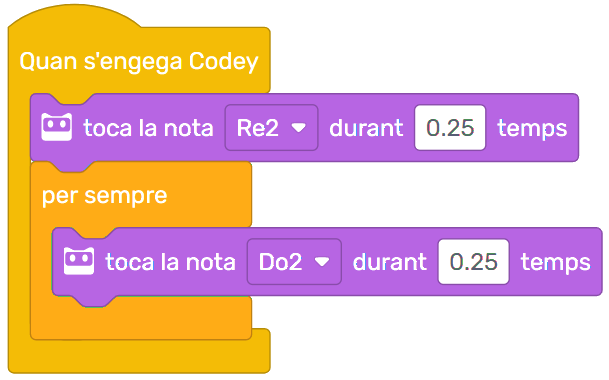 Quan s'engega Codey
toca la nota Re2 durant 0.25 temps
per sempre
toca la nota Do2 durant 0.25 temps